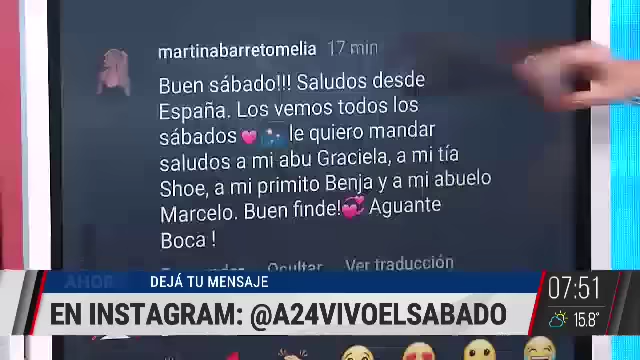 martinabarretomelia 17 min
Buen sábado!!! Saludos desde
España. Los vemos todos los
sábados💗 le quiero mandar
saludos a mi abu Graciela, a mi tía
Shoe, a mi primito Benja y a mi abuelo
Marcelo. Buen finde!💞 Aguante
Boca !
Ocultar Ver traducción
AHORA DEJÁ TU MENSAJE
EN INSTAGRAM: @A24VIVOELSABADO
07:51
15.8°